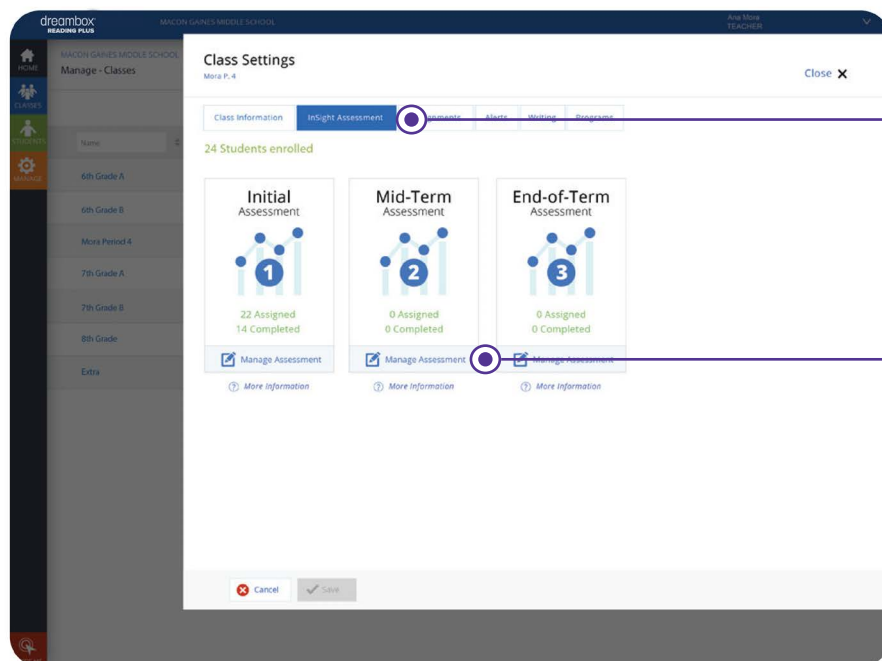 dreambox
READING PLUS
MACON GAINES MIDDLE SCHOOL
Ana Mora
TEACHER
HOME
CLASSES
STUDENTS
MANAGE
MACON GAINES MIDDLE SCHOOL
Manage - Classes
Name
6th Grade A
6th Grade B
Mora Period 4
7th Grade A
7th Grade B
8th Grade
Extra
Class Settings
Mora P. 4
Close X
Class Information
InSight Assessment
Alerts
Writing
Programs
24 Students enrolled
Initial
Assessment
1
22 Assigned
14 Completed
Manage Assessment
? More Information
Mid-Term
Assessment
2
0 Assigned
0 Completed
Manage Assessment
? More Information
End-of-Term
Assessment
3
0 Assigned
0 Completed
Manage Assessment
? More Information
Cancel
Save